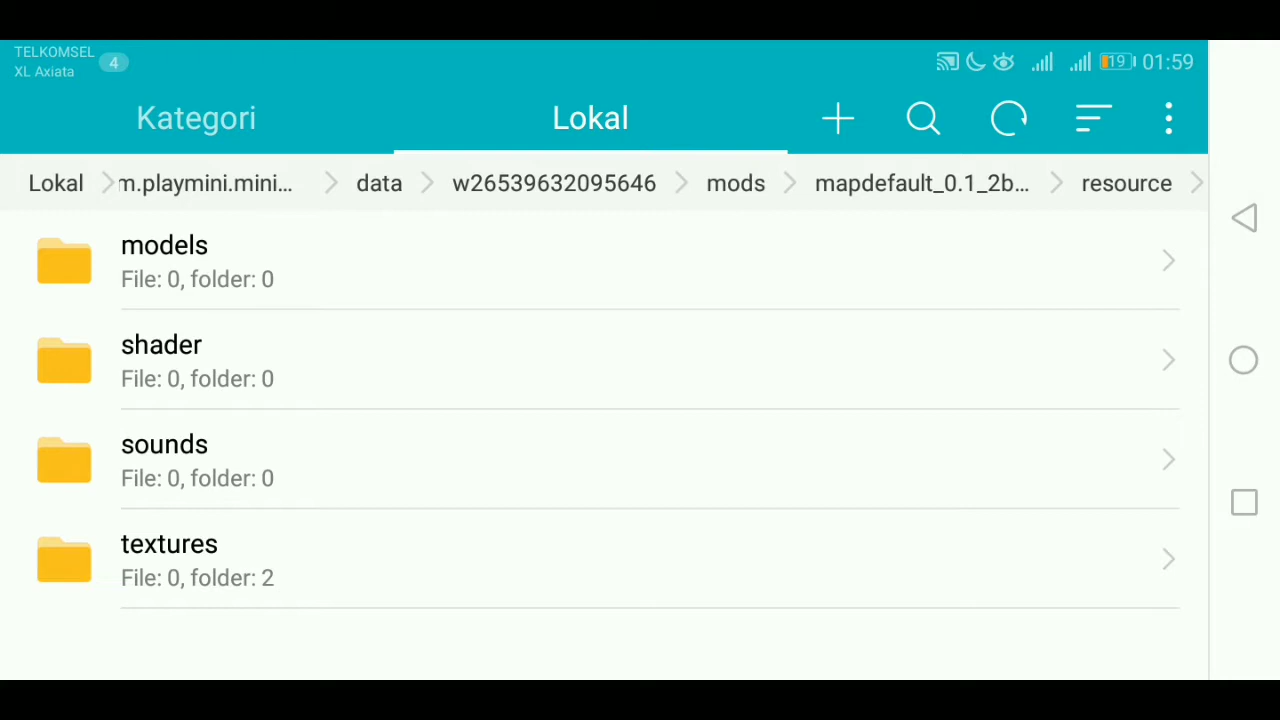 TELKOMSEL
XL Axiata
4
19
01:59
Kategori
Lokal
Lokal m.playmini.mini... data w26539632095646 mods mapdefault_0.1_2b... resource
models
File: 0, folder: 0
shader
File: 0, folder: 0
sounds
File: 0, folder: 0
textures
File: 0, folder: 2